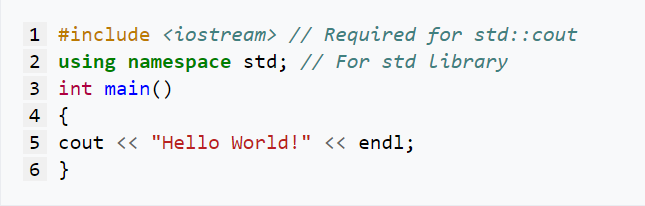 1 #include <iostream> // Required for std::cout
2 using namespace std; // For std library
3 int main()
4 {
5 cout << "Hello World!" << endl;
6 }